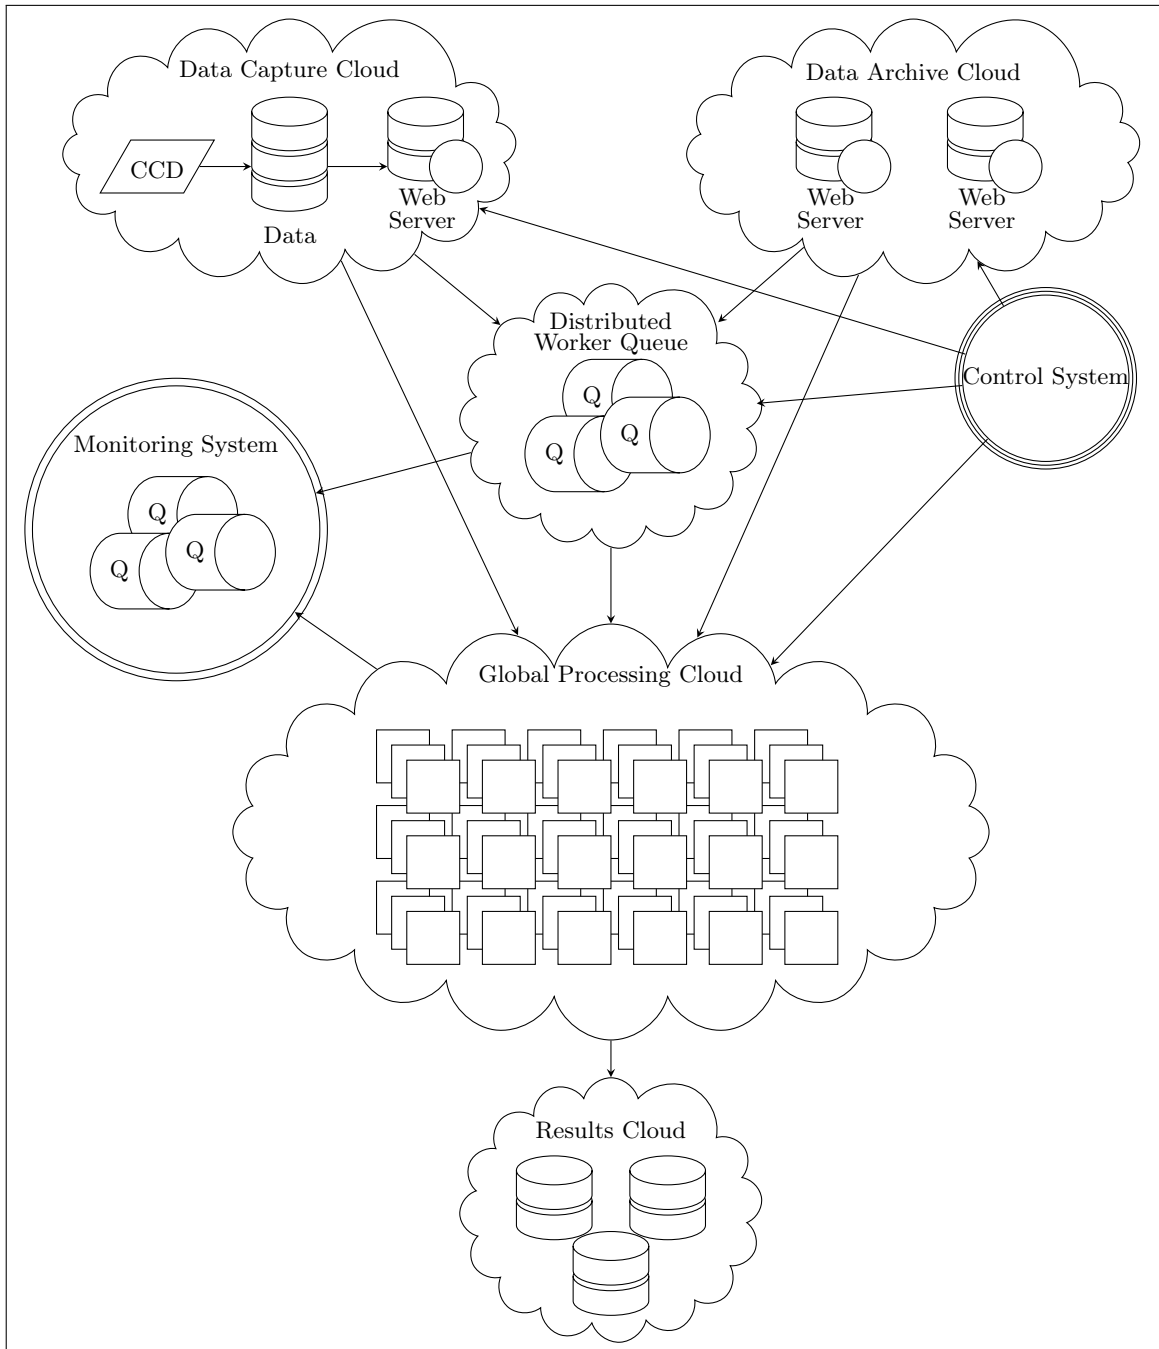 Data Capture Cloud
Data Archive Cloud
CCD
Data
Web
Server
Web
Server
Web
Server
Distributed
Worker Queue
Q
Q
Q
Control System
Monitoring System
Q
Q
Q
Global Processing Cloud
Results Cloud